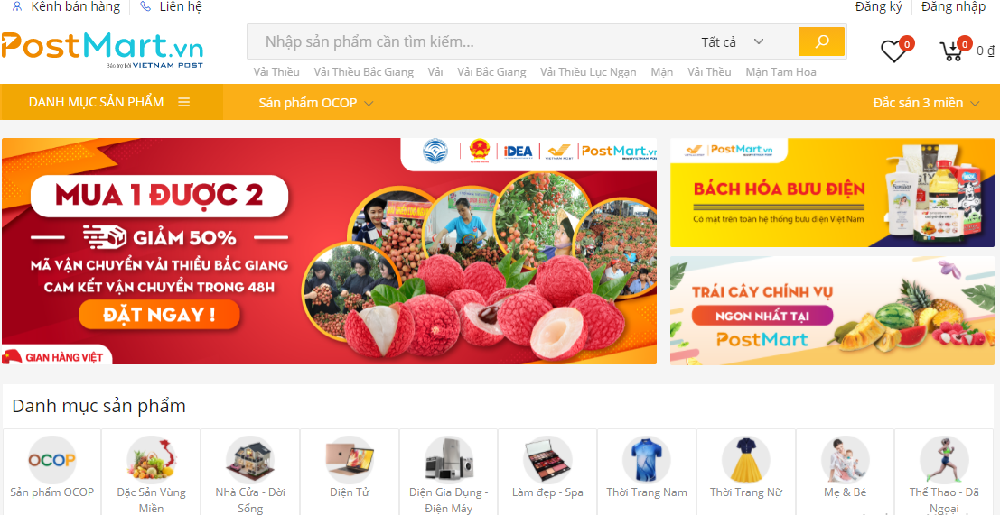 Kênh bán hàng
Liên hệ
Đăng ký
Đăng nhập
PostMart.vn
Bảo trợ bởi VIETNAM POST
Nhập sản phẩm cần tìm kiếm...
Tất cả
0
0
0 ₫
Vải Thiều Vải Thiều Bắc Giang Vải Vải Bắc Giang Vải Thiều Lục Ngạn Mận Vải Thều Mận Tam Hoa
DANH MỤC SẢN PHẨM
Sản phẩm OCOP
Đắc sản 3 miền
iDEA
VIETNAM POST
PostMart.vn
MUA 1 ĐƯỢC 2
GIẢM 50%
MÃ VẬN CHUYỂN VẢI THIỀU BẮC GIANG
CAM KẾT VẬN CHUYỂN TRONG 48H
ĐẶT NGAY !
GIAN HÀNG VIỆT
PostMart.vn
BÁCH HÓA BƯU ĐIỆN
Có mặt trên toàn hệ thống bưu điện Việt Nam
TRÁI CÂY CHÍNH VỤ
NGON NHẤT TẠI
PostMart
Danh mục sản phẩm
OCOP
Sản phẩm OCOP
Đặc Sản Vùng
Miền
Nhà Cửa - Đời
Sống
Điện Tử
Điện Gia Dụng -
Điện Máy
Làm đẹp - Spa
Thời Trang Nam
Thời Trang Nữ
Mẹ & Bé
Thể Thao - Dã
Ngoại